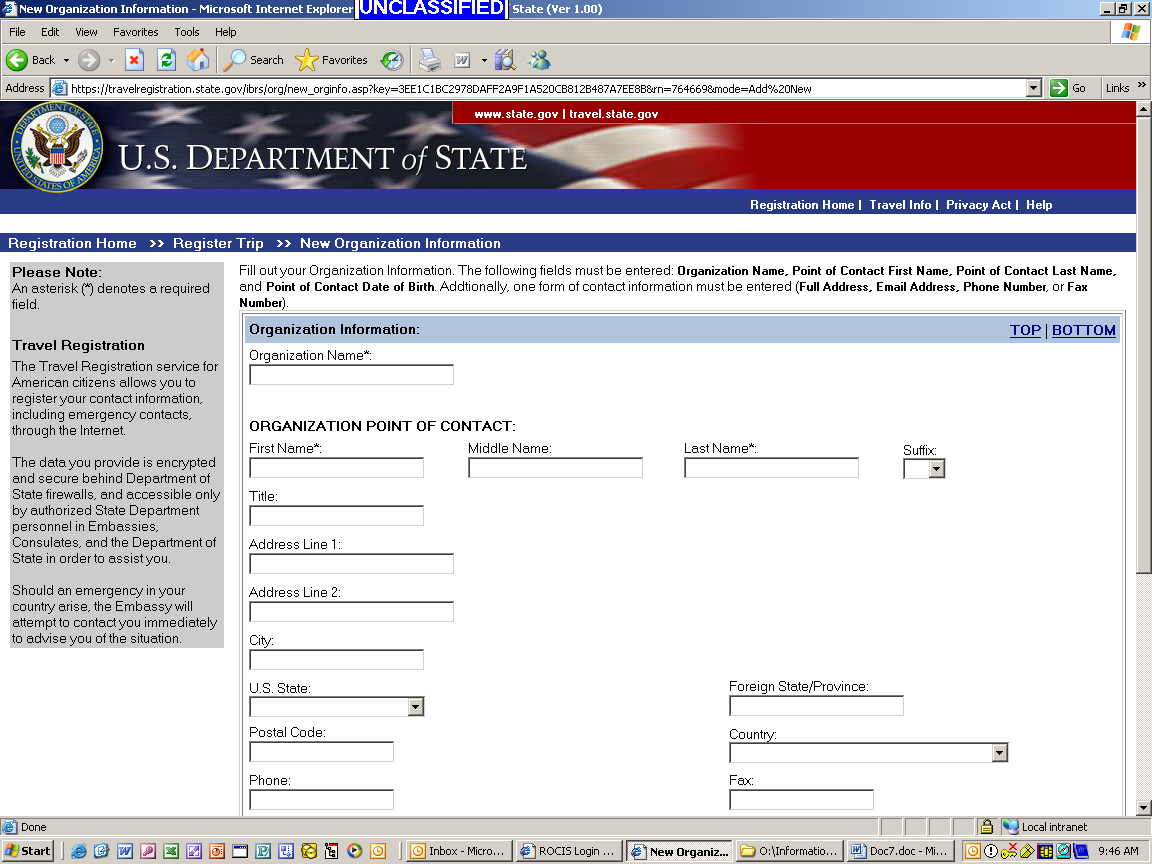 New Organization Information - Microsoft Internet Explorer UNCLASSIFIED State (Ver 1.00)
File Edit View Favorites Tools Help
Back Search Favorites
Address https://travelregistration.state.gov/ibrs/org/new_orginfo.asp?key=3EE1C1BC2978DAFF2A9F1A520CB812B487A7EE8B&rn=764669&mode=Add%20New Go Links »
www.state.gov | travel.state.gov
U.S. DEPARTMENT of STATE
Registration Home | Travel Info | Privacy Act | Help
Registration Home >> Register Trip >> New Organization Information
Please Note:
An asterisk (*) denotes a required
field.
Travel Registration
The Travel Registration service for
American citizens allows you to
register your contact information,
including emergency contacts,
through the Internet.
The data you provide is encrypted
and secure behind Department of
State firewalls, and accessible only
by authorized State Department
personnel in Embassies,
Consulates, and the Department of
State in order to assist you.
Should an emergency in your
country arise, the Embassy will
attempt to contact you immediately
to advise you of the situation.
Fill out your Organization Information. The following fields must be entered: Organization Name, Point of Contact First Name, Point of Contact Last Name,
and Point of Contact Date of Birth. Addtionally, one form of contact information must be entered (Full Address, Email Address, Phone Number, or Fax
Number).
Organization Information: TOP | BOTTOM
Organization Name*:
ORGANIZATION POINT OF CONTACT:
First Name*: Middle Name: Last Name*: Suffix:
Title:
Address Line 1:
Address Line 2:
City:
U.S. State: Foreign State/Province:
Postal Code: Country:
Phone: Fax:
Done Local intranet
Start Inbox - Micro... ROCIS Login ... New Organiz... O:\Informatio... Doc7.doc - Mi... 9:46 AM